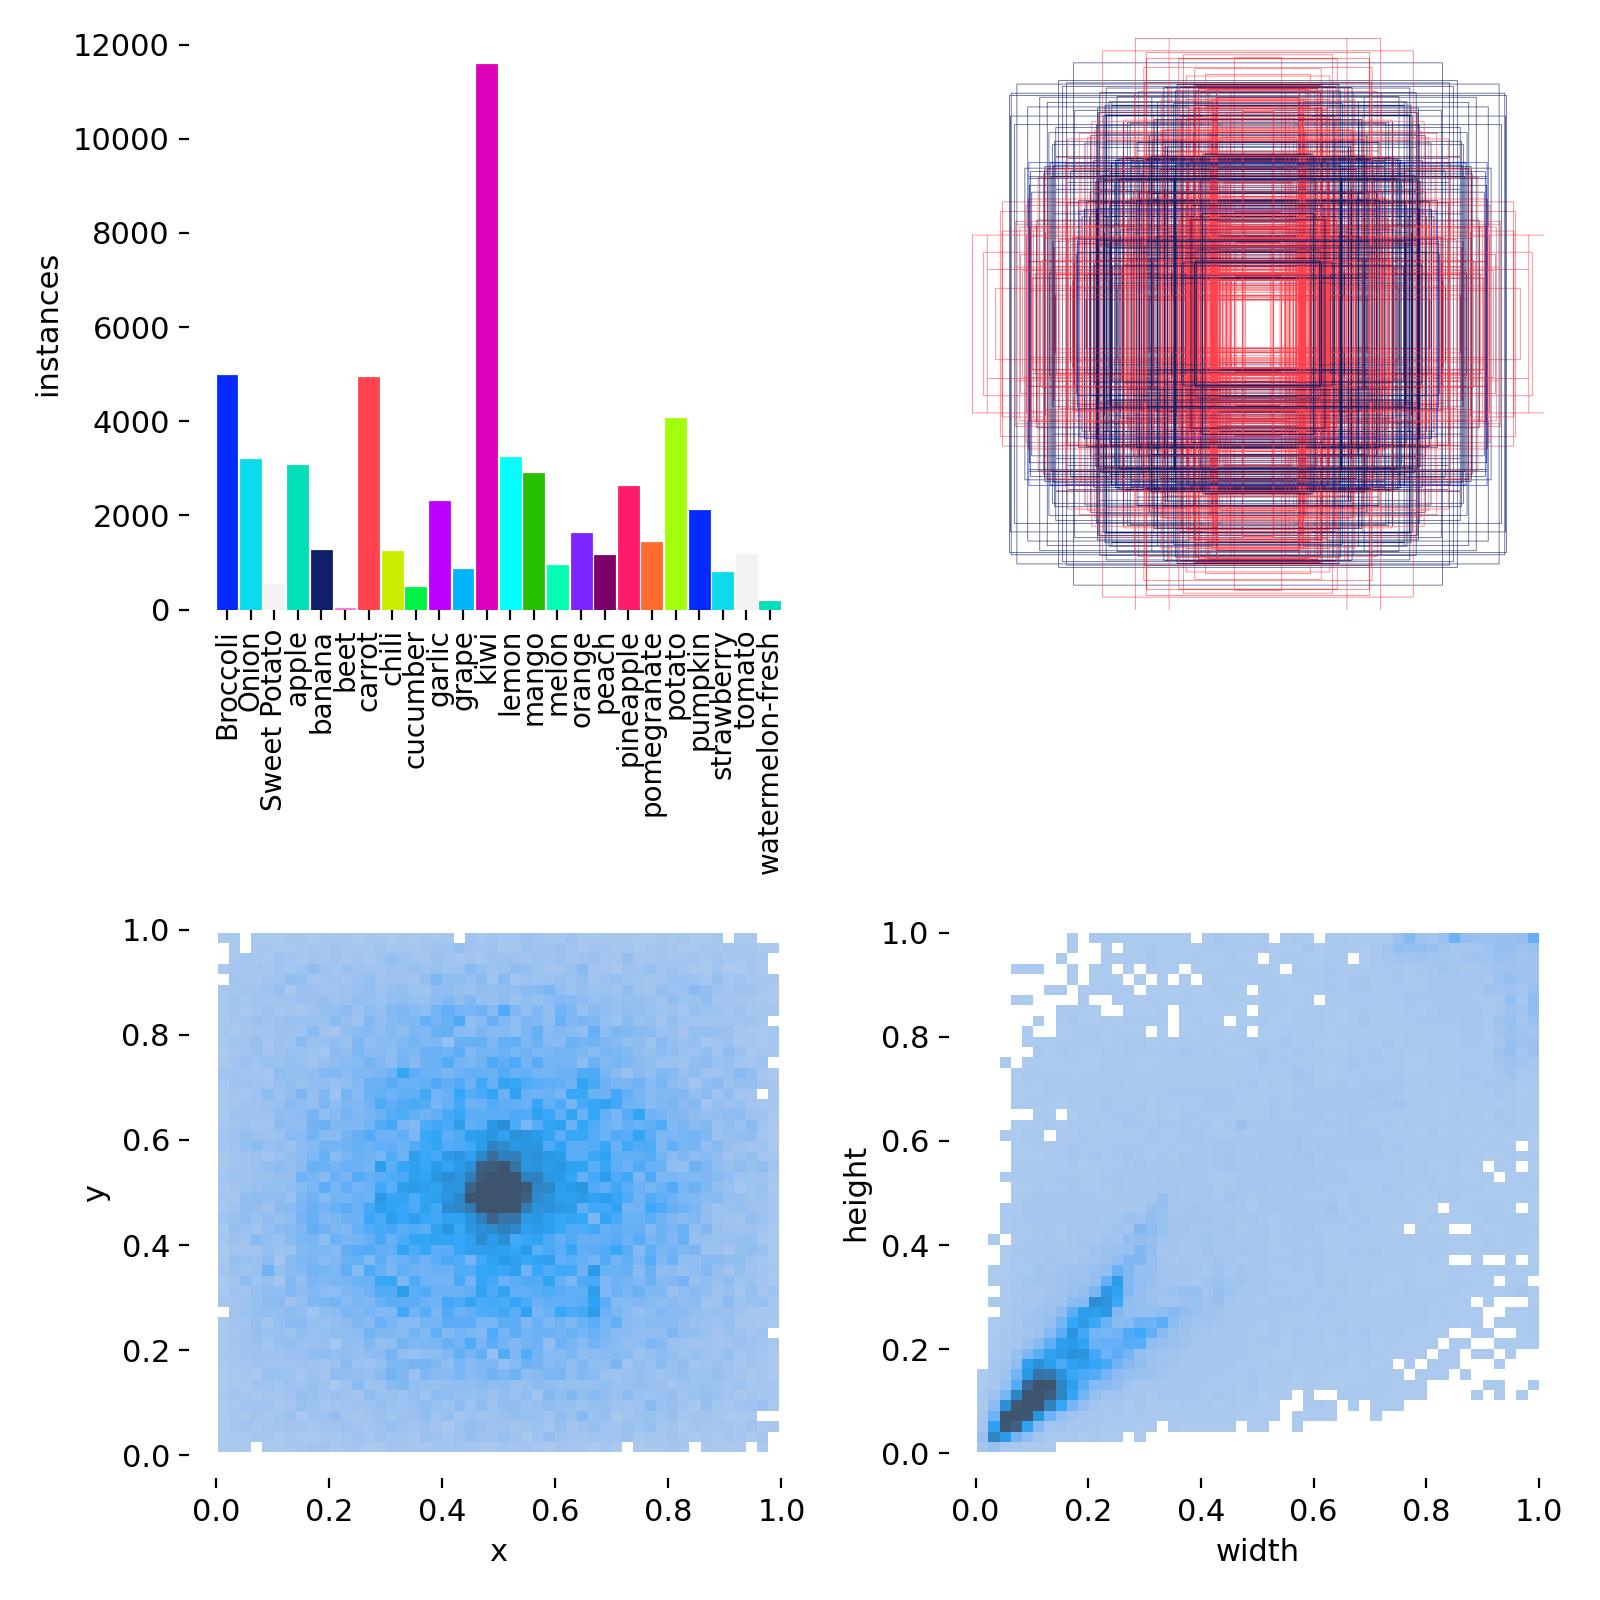 12000
10000
8000
6000
4000
2000
0
instances
Broccoli
Onion
Sweet Potato
apple
banana
beet
carrot
chili
cucumber
garlic
grape
kiwi
lemon
mango
melon
orange
peach
pineapple
pomegranate
potato
pumpkin
strawberry
tomato
watermelon-fresh
1.0
0.8
0.6
0.4
0.2
0.0
y
0.0 0.2 0.4 0.6 0.8 1.0
x
1.0
0.8
0.6
0.4
0.2
0.0
height
0.0 0.2 0.4 0.6 0.8 1.0
width